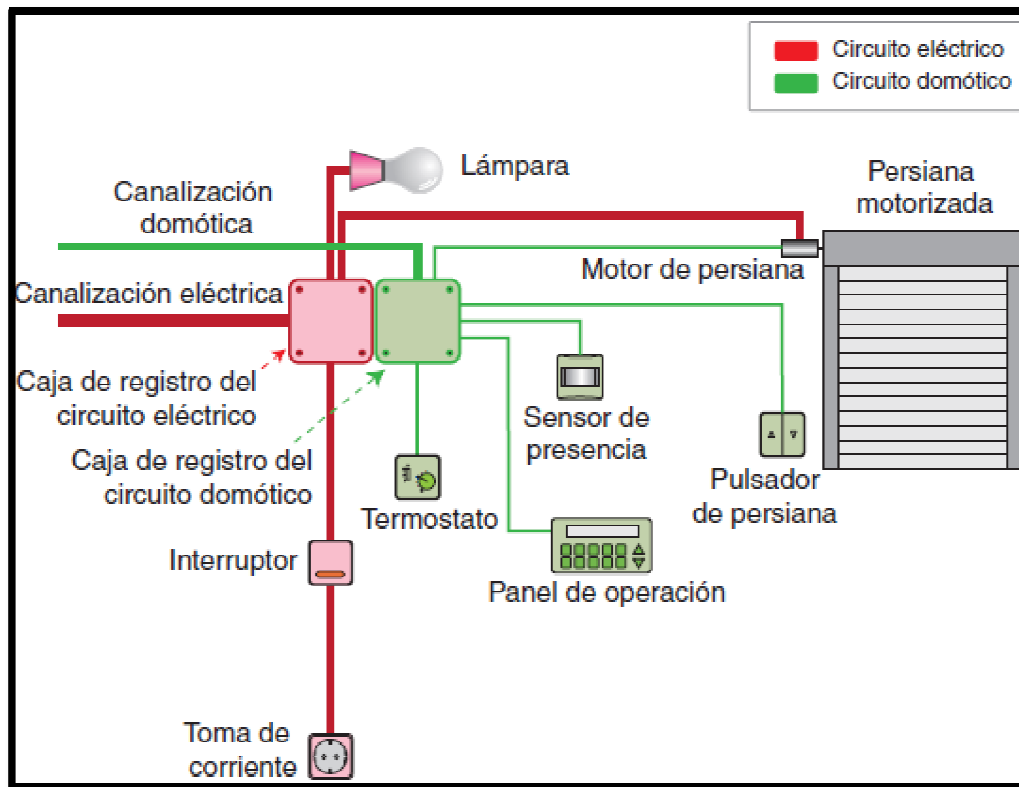 Circuito eléctrico
Circuito domótico
Lámpara
Persiana
motorizada
Canalización
domótica
Motor de persiana
Canalización eléctrica
Caja de registro del
circuito eléctrico
Sensor de
presencia
Caja de registro del
circuito domótico
Pulsador
de persiana
Termostato
Interruptor
Panel de operación
Toma de
corriente